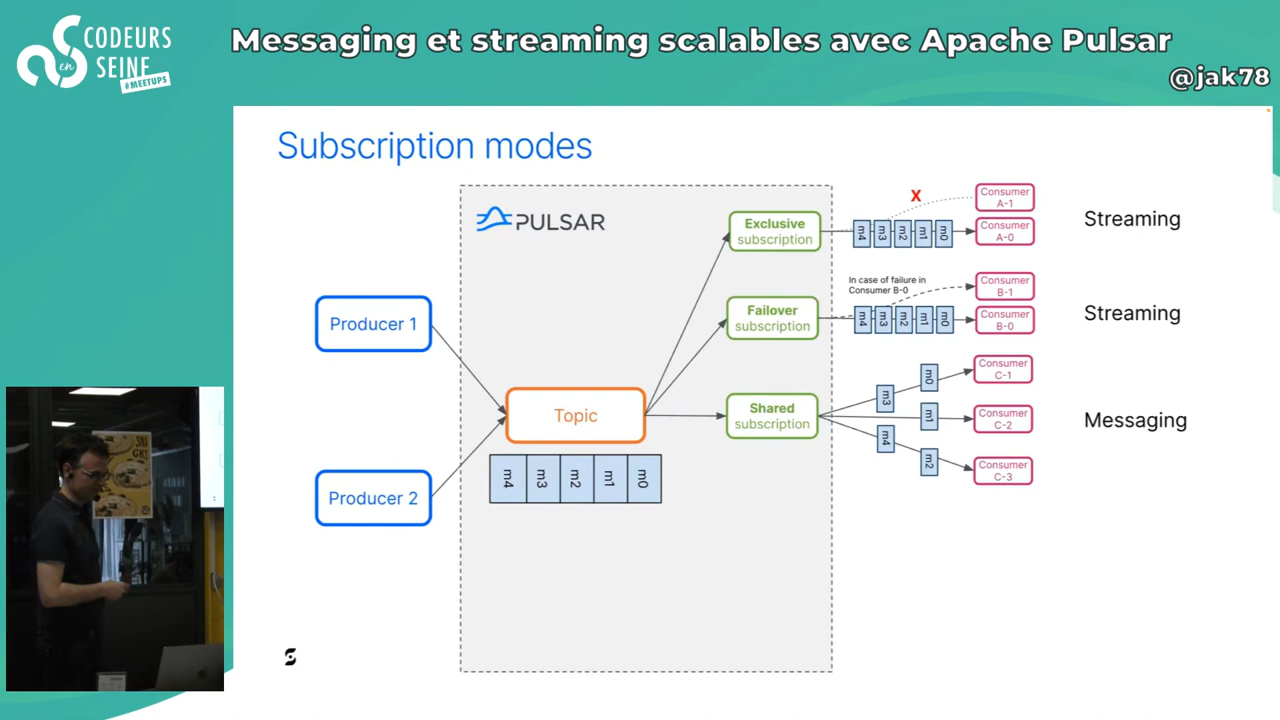 CODEURS
en
SEINE
#MEETUPS
Messaging et streaming scalables avec Apache Pulsar
@jak78
Subscription modes
PULSAR
Producer 1
Producer 2
Topic
m4 m3 m2 m1 m0
Exclusive
subscription
m4 m3 m2 m1 m0
X
Consumer
A-1
Consumer
A-0
Streaming
Failover
subscription
In case of failure in
Consumer B-0
m4 m3 m2 m1 m0
Consumer
B-1
Consumer
B-0
Streaming
Shared
subscription
m3 m0
m1
m4 m2
Consumer
C-1
Consumer
C-2
Consumer
C-3
Messaging
SNA
GK!